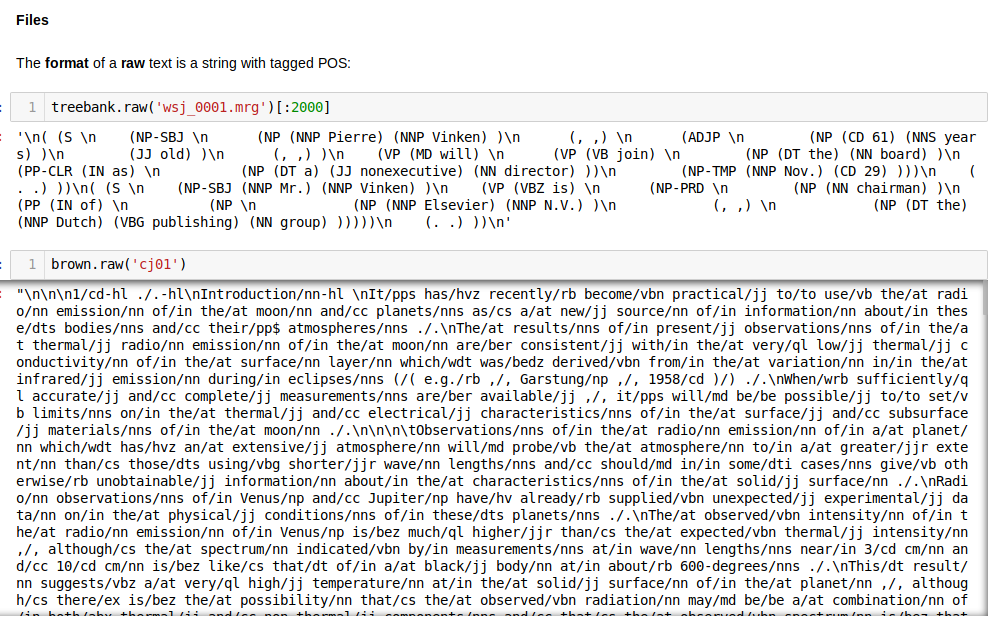 Files
The format of a raw text is a string with tagged POS:
: 1 treebank.raw('wsj_0001.mrg')[:2000]
: '\n( (S \n    (NP-SBJ \n      (NP (NNP Pierre) (NNP Vinken) )\n      (, ,) \n      (ADJP \n        (NP (CD 61) (NNS year
s) )\n        (JJ old) )\n      (, ,) )\n    (VP (MD will) \n      (VP (VB join) \n        (NP (DT the) (NN board) )\n
(PP-CLR (IN as) \n          (NP (DT a) (JJ nonexecutive) (NN director) ))\n        (NP-TMP (NNP Nov.) (CD 29) )))\n    (
. .) ))\n( (S \n    (NP-SBJ (NNP Mr.) (NNP Vinken) )\n    (VP (VBZ is) \n      (NP-PRD \n        (NP (NN chairman) )\n
(PP (IN of) \n          (NP \n            (NP (NNP Elsevier) (NNP N.V.) )\n            (, ,) \n            (NP (DT the)
(NNP Dutch) (VBG publishing) (NN group) )))))\n    (. .) ))\n'
: 1 brown.raw('cj01')
: "\n\n\n1/cd-hl ./.-hl\nIntroduction/nn-hl \nIt/pps has/hvz recently/rb become/vbn practical/jj to/to use/vb the/at radi
o/nn emission/nn of/in the/at moon/nn and/cc planets/nns as/cs a/at new/jj source/nn of/in information/nn about/in thes
e/dts bodies/nns and/cc their/pp$ atmospheres/nns ./.\nThe/at results/nns of/in present/jj observations/nns of/in the/a
t thermal/jj radio/nn emission/nn of/in the/at moon/nn are/ber consistent/jj with/in the/at very/ql low/jj thermal/jj c
onductivity/nn of/in the/at surface/nn layer/nn which/wdt was/bedz derived/vbn from/in the/at variation/nn in/in the/at
infrared/jj emission/nn during/in eclipses/nns (/( e.g./rb ,/, Garstung/np ,/, 1958/cd )/) ./.\nWhen/wrb sufficiently/q
l accurate/jj and/cc complete/jj measurements/nns are/ber available/jj ,/, it/pps will/md be/be possible/jj to/to set/v
b limits/nns on/in the/at thermal/jj and/cc electrical/jj characteristics/nns of/in the/at surface/jj and/cc subsurface
/jj materials/nns of/in the/at moon/nn ./.\n\n\n\tObservations/nns of/in the/at radio/nn emission/nn of/in a/at planet/
nn which/wdt has/hvz an/at extensive/jj atmosphere/nn will/md probe/vb the/at atmosphere/nn to/in a/at greater/jjr exte
nt/nn than/cs those/dts using/vbg shorter/jjr wave/nn lengths/nns and/cc should/md in/in some/dti cases/nns give/vb oth
erwise/rb unobtainable/jj information/nn about/in the/at characteristics/nns of/in the/at solid/jj surface/nn ./.\nRadi
o/nn observations/nns of/in Venus/np and/cc Jupiter/np have/hv already/rb supplied/vbn unexpected/jj experimental/jj da
ta/nn on/in the/at physical/jj conditions/nns of/in these/dts planets/nns ./.\nThe/at observed/vbn intensity/nn of/in t
he/at radio/nn emission/nn of/in Venus/np is/bez much/ql higher/jjr than/cs the/at expected/vbn thermal/jj intensity/nn
,/, although/cs the/at spectrum/nn indicated/vbn by/in measurements/nns at/in wave/nn lengths/nns near/in 3/cd cm/nn an
d/cc 10/cd cm/nn is/bez like/cs that/dt of/in a/at black/jj body/nn at/in about/rb 600-degrees/nns ./.\nThis/dt result/
nn suggests/vbz a/at very/ql high/jj temperature/nn at/in the/at solid/jj surface/nn of/in the/at planet/nn ,/, althoug
h/cs there/ex is/bez the/at possibility/nn that/cs the/at observed/vbn radiation/nn may/md be/be a/at combination/nn of
/in both/abx thermal/jj and/cc non-thermal/jj components/nns and/cc that/cs the/at observed/vbn spectrum/nn is/bez that